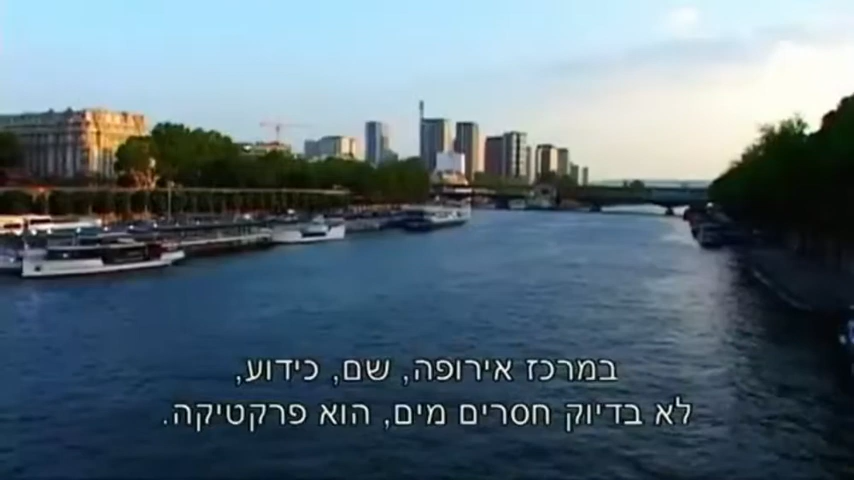 במרכז אירופה, שם, כידוע,
לא בדיוק חסרים מים, הוא פרקטיקה.